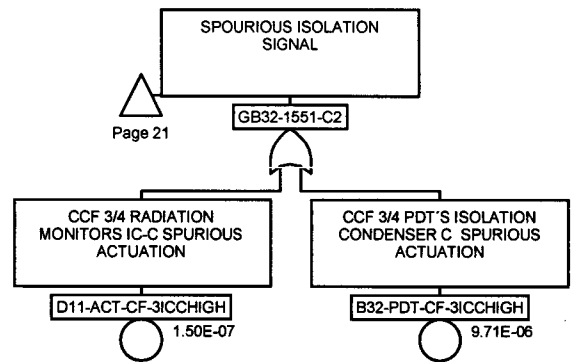 SPOURIOUS ISOLATION
SIGNAL
Page 21
GB32-1551-C2
CCF 3/4 RADIATION
MONITORS IC-C SPURIOUS
ACTUATION
D11-ACT-CF-3ICCHIGH
1.50E-07
CCF 3/4 PDT´S ISOLATION
CONDENSER C SPURIOUS
ACTUATION
B32-PDT-CF-3ICCHIGH
9.71E-06